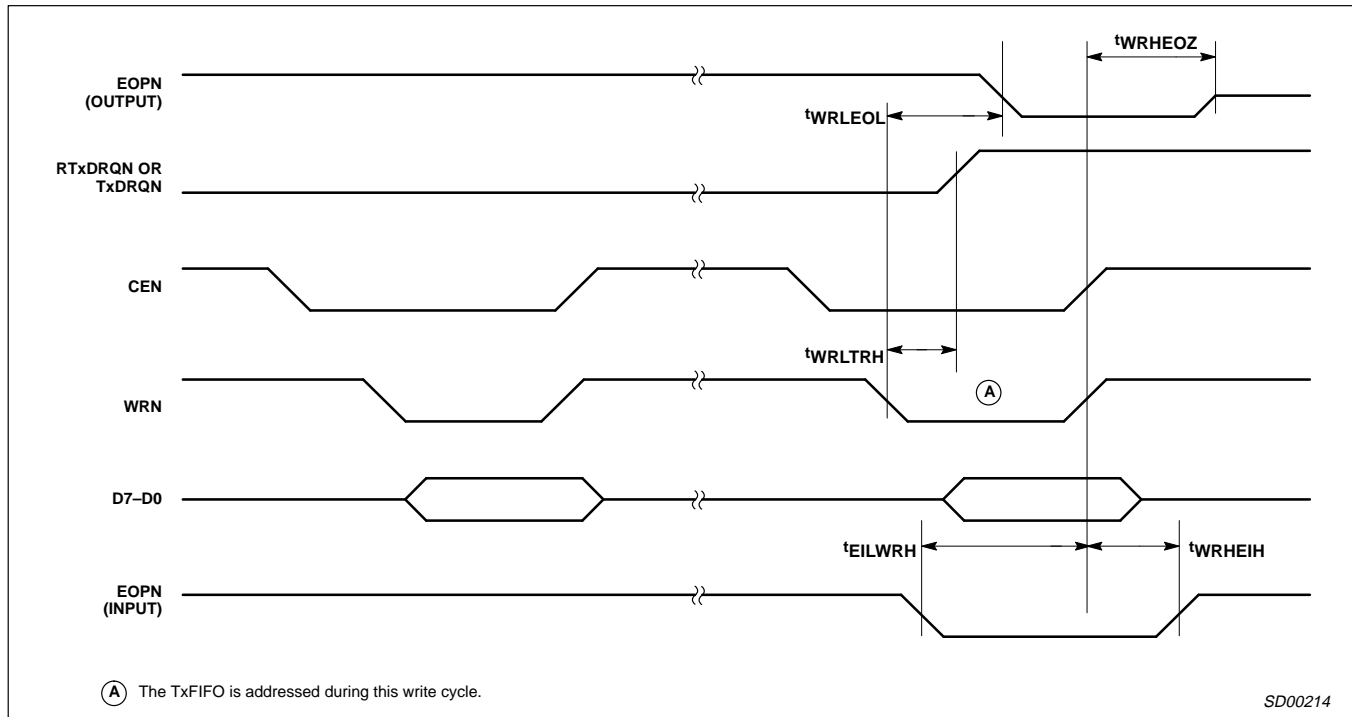 EOPN
(OUTPUT)
tWRHEOZ
tWRLEOL
RTxDRQN OR
TxDRQN
CEN
tWRLTRH
WRN
A
D7–D0
tEILWRH
tWRHEIH
EOPN
(INPUT)
A The TxFIFO is addressed during this write cycle.
SD00214